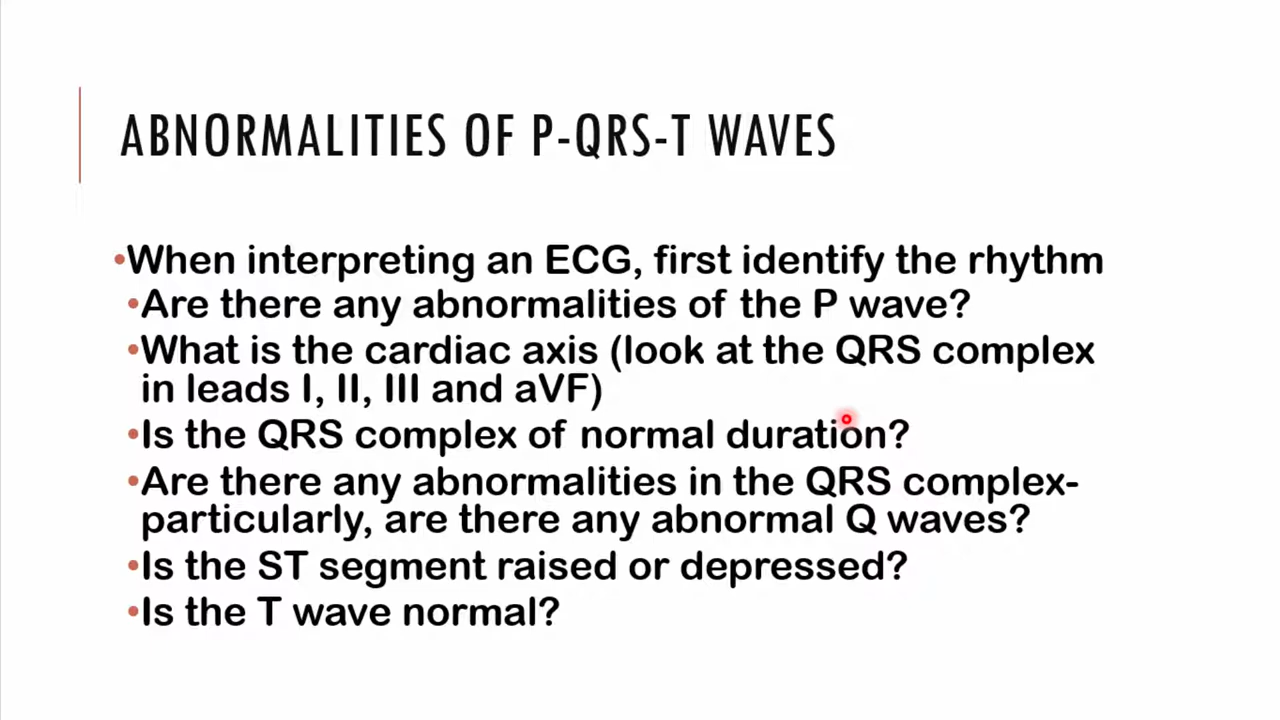 ABNORMALITIES OF P-QRS-T WAVES
•When interpreting an ECG, first identify the rhythm
•Are there any abnormalities of the P wave?
•What is the cardiac axis (look at the QRS complex
in leads I, II, III and aVF)
•Is the QRS complex of normal duration?
•Are there any abnormalities in the QRS complex-
particularly, are there any abnormal Q waves?
•Is the ST segment raised or depressed?
•Is the T wave normal?